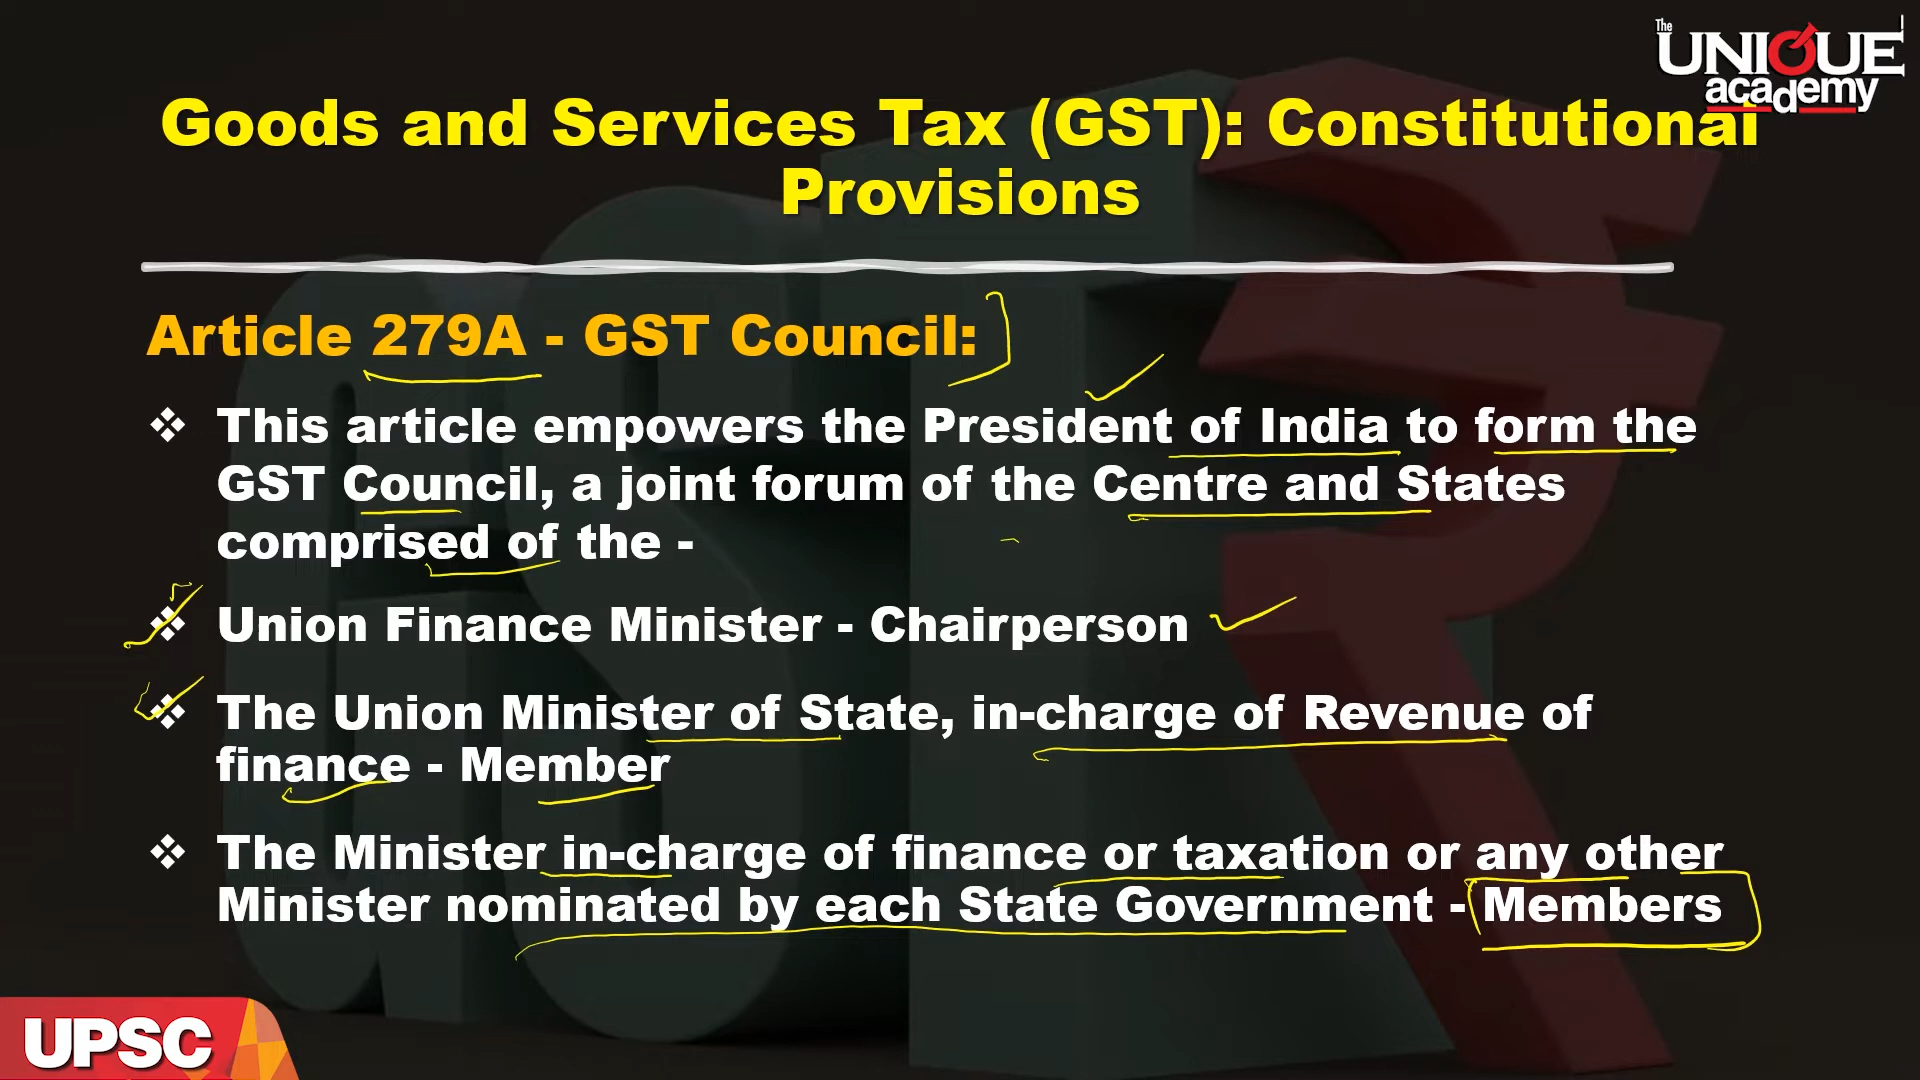 The
UNIQUE
academy
Goods and Services Tax (GST): Constitutional
Provisions
Article 279A - GST Council:
❖ This article empowers the President of India to form the
GST Council, a joint forum of the Centre and States
comprised of the -
❖ Union Finance Minister - Chairperson
❖ The Union Minister of State, in-charge of Revenue of
finance - Member
❖ The Minister in-charge of finance or taxation or any other
Minister nominated by each State Government - Members
UPSC